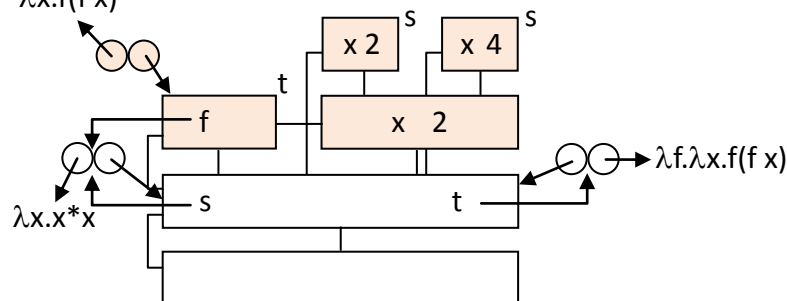 λx.f(f x)
s
s
x 2
x 4
t
f
x 2
λf.λx.f(f x)
s
t
λx.x*x